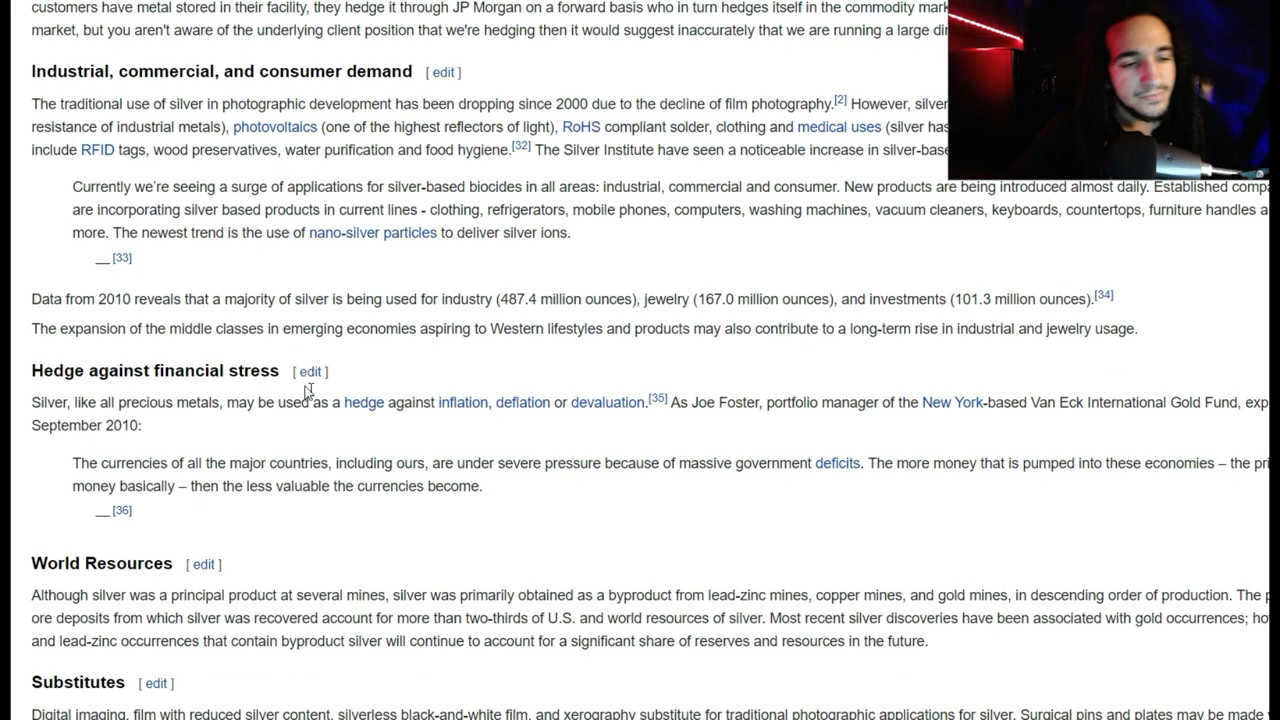 customers have metal stored in their facility, they hedge it through JP Morgan on a forward basis who in turn hedges itself in the commodity
market, but you aren't aware of the underlying client position that we're hedging then it would suggest inaccurately that we are running a large
Industrial, commercial, and consumer demand [ edit ]
The traditional use of silver in photographic development has been dropping since 2000 due to the decline of film photography.[2] However, silver
resistance of industrial metals), photovoltaics (one of the highest reflectors of light), RoHS compliant solder, clothing and medical uses (silver has
include RFID tags, wood preservatives, water purification and food hygiene.[32] The Silver Institute have seen a noticeable increase in
Currently we're seeing a surge of applications for silver-based biocides in all areas: industrial, commercial and consumer. New products are being introduced almost daily. Established
are incorporating silver based products in current lines - clothing, refrigerators, mobile phones, computers, washing machines, vacuum cleaners, keyboards, countertops, furniture handles
more. The newest trend is the use of nano-silver particles to deliver silver ions.
__ [33]
Data from 2010 reveals that a majority of silver is being used for industry (487.4 million ounces), jewelry (167.0 million ounces), and investments (101.3 million ounces).[34]
The expansion of the middle classes in emerging economies aspiring to Western lifestyles and products may also contribute to a long-term rise in industrial and jewelry usage.
Hedge against financial stress [ edit ]
Silver, like all precious metals, may be used as a hedge against inflation, deflation or devaluation.[35] As Joe Foster, portfolio manager of the New York-based Van Eck International Gold Fund,
September 2010:
The currencies of all the major countries, including ours, are under severe pressure because of massive government deficits. The more money that is pumped into these economies – the
money basically – then the less valuable the currencies become.
__ [36]
World Resources [ edit ]
Although silver was a principal product at several mines, silver was primarily obtained as a byproduct from lead-zinc mines, copper mines, and gold mines, in descending order of production. The
ore deposits from which silver was recovered account for more than two-thirds of U.S. and world resources of silver. Most recent silver discoveries have been associated with gold occurrences;
and lead-zinc occurrences that contain byproduct silver will continue to account for a significant share of reserves and resources in the future.
Substitutes [ edit ]
Digital imaging, film with reduced silver content, silverless black-and-white film, and xerography substitute for traditional photographic applications for silver. Surgical pins and plates may be made